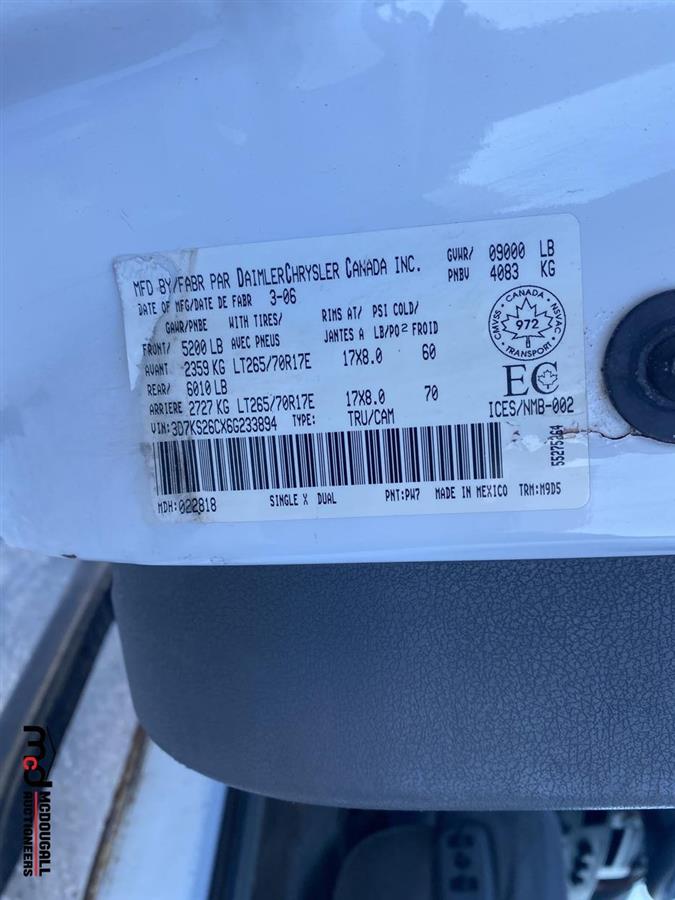 MFD BY/FABR PAR DAIMLERCHRYSLER CANADA INC. GVWR/ PNBV 09000 LB 4083 KG
DATE OF MFG/DATE DE FABR 3-06
GAWR/PNBE WITH TIRES/ RIMS AT/ PSI COLD/
FRONT/ 5200 LB AVEC PNEUS JANTES A LB/PO² FROID
AVANT 2359 KG LT265/70R17E 17X8.0 60
REAR/ 6010 LB
ARRIERE 2727 KG LT265/70R17E 17X8.0 70
VIN: 3D7KS26CX6G233894 TYPE: TRU/CAM
CANADA
CMVSS NSVAC
972
TRANSPORT
EC
ICES/NMB-002
55275264
MDH: 022818 SINGLE X DUAL PNT: PW7 MADE IN MEXICO TRM: M9D5
McD
MCDOUGALL
AUCTIONEERS